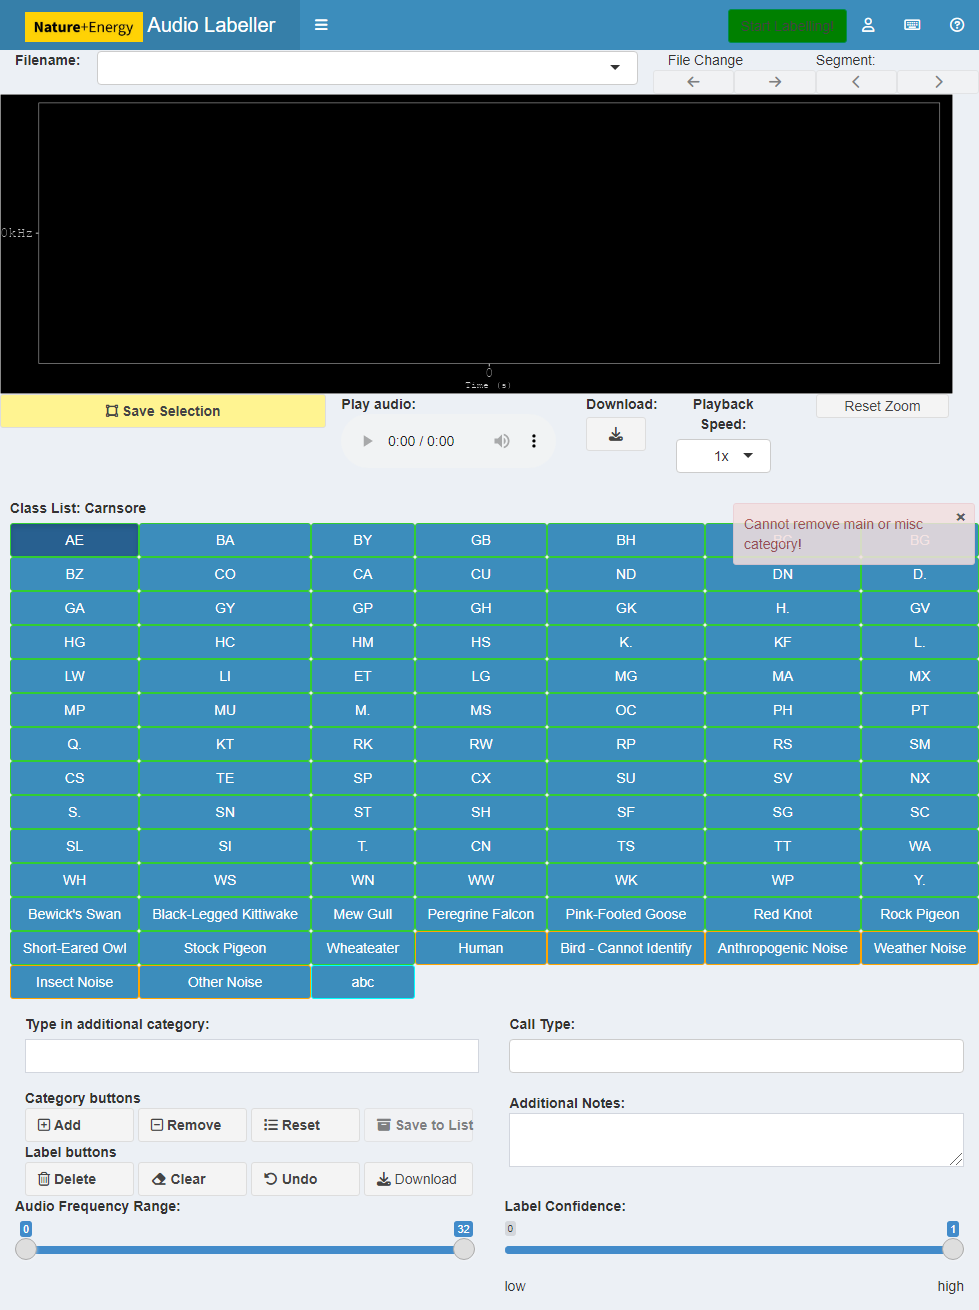 Nature+Energy Audio Labeller
Start Labelling!
Filename:
File Change
Segment:
0kHz
0
Time (s)
Save Selection
Play audio:
0:00 / 0:00
Download:
Playback
Speed:
1x
Reset Zoom
Class List: Carnsore
Cannot remove main or misc
category!
×
AE BA BY GB BH BG
BZ CO CA CU ND DN D.
GA GY GP GH GK H. GV
HG HC HM HS K. KF L.
LW LI ET LG MG MA MX
MP MU M. MS OC PH PT
Q. KT RK RW RP RS SM
CS TE SP CX SU SV NX
S. SN ST SH SF SG SC
SL SI T. CN TS TT WA
WH WS WN WW WK WP Y.
Bewick's Swan Black-Legged Kittiwake Mew Gull Peregrine Falcon Pink-Footed Goose Red Knot Rock Pigeon
Short-Eared Owl Stock Pigeon Wheateater Human Bird - Cannot Identify Anthropogenic Noise Weather Noise
Insect Noise Other Noise abc
Type in additional category:
Call Type:
Category buttons
Add Remove Reset Save to List
Additional Notes:
Label buttons
Delete Clear Undo Download
Audio Frequency Range:
0 32
Label Confidence:
0 1
low high